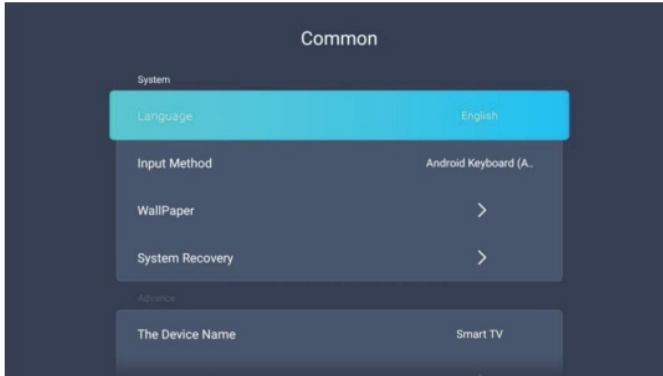 Common
System
Language English
Input Method Android Keyboard (A..
WallPaper
System Recovery
Advance
The Device Name Smart TV